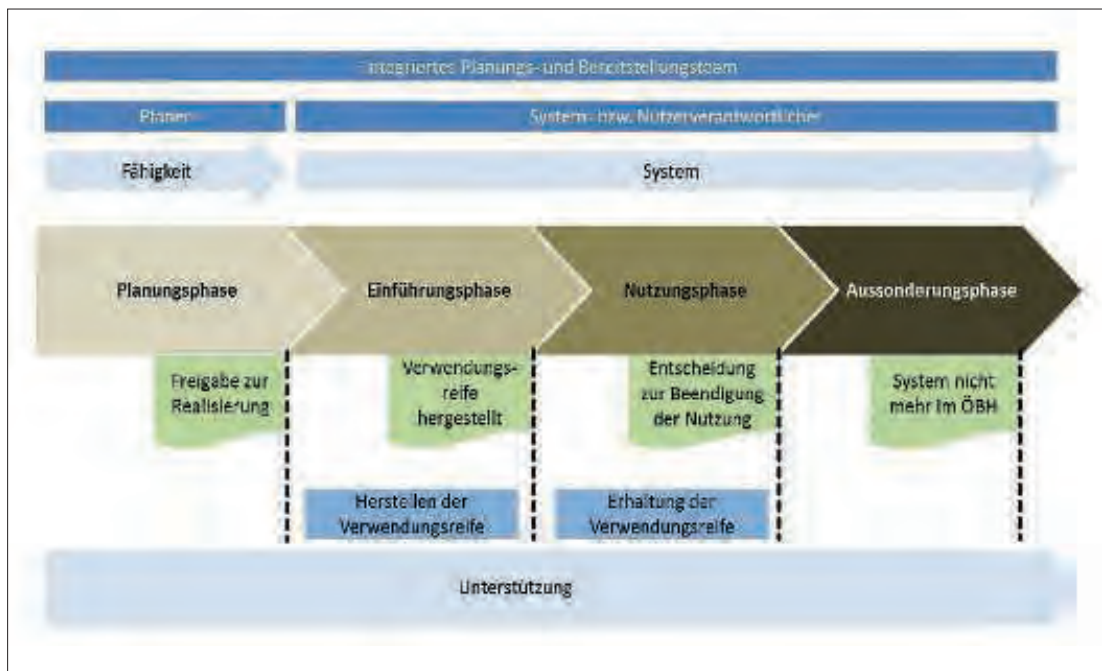 Integriertes Planungs- und Bereitstellungsteam
Planer
System- bzw. Nutzerverantwortlicher
Fähigkeit
System
Planungsphase
Einführungsphase
Nutzungsphase
Aussonderungsphase
Freigabe zur
Realisierung
Verwendungs-
reife
hergestellt
Entscheidung
zur Beendigung
der Nutzung
System nicht
mehr im ÖBH
Herstellen der
Verwendungsreife
Erhaltung der
Verwendungsreife
Unterstützung